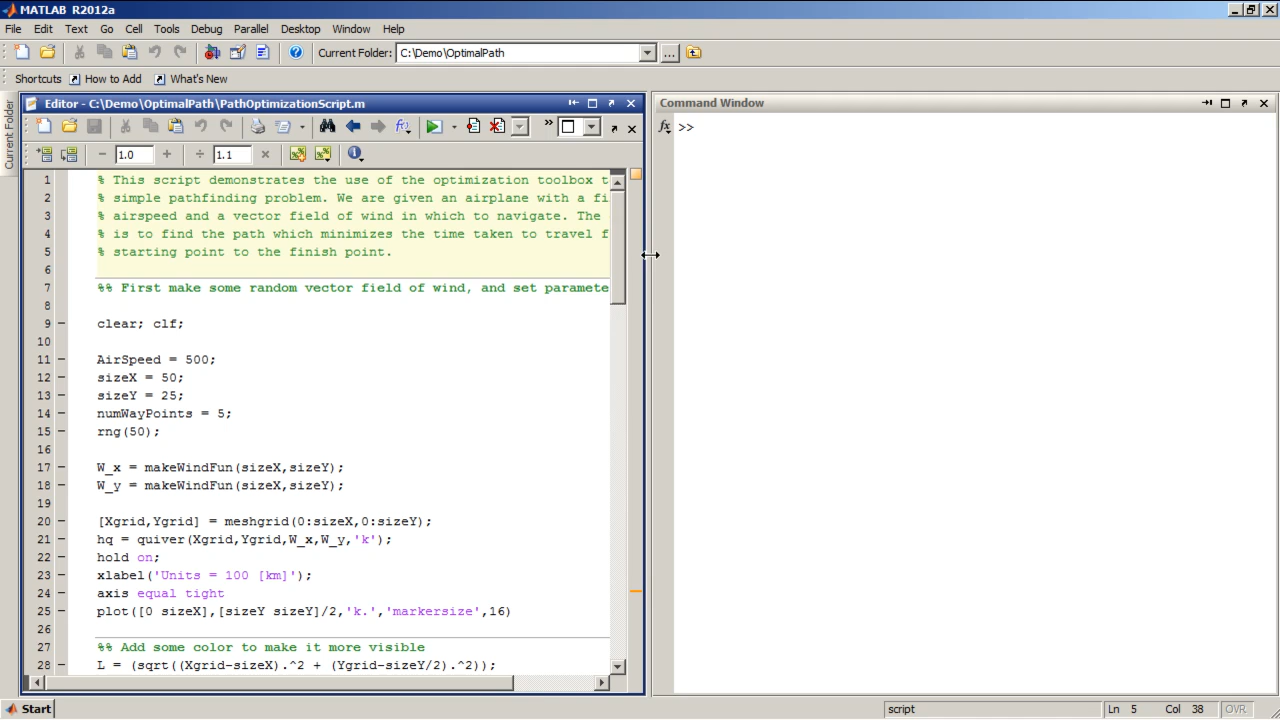 MATLAB R2012a
File Edit Text Go Cell Tools Debug Parallel Desktop Window Help
Current Folder: C:\Demo\OptimalPath
Shortcuts How to Add What's New
Current Folder
Editor - C:\Demo\OptimalPath\PathOptimizationScript.m
1.0 1.1
1 % This script demonstrates the use of the optimization toolbox t
2 % simple pathfinding problem. We are given an airplane with a fi
3 % airspeed and a vector field of wind in which to navigate. The
4 % is to find the path which minimizes the time taken to travel f
5 % starting point to the finish point.
6
7 %% First make some random vector field of wind, and set paramete
8
9 clear; clf;
10
11 AirSpeed = 500;
12 sizeX = 50;
13 sizeY = 25;
14 numWayPoints = 5;
15 rng(50);
16
17 W_x = makeWindFun(sizeX,sizeY);
18 W_y = makeWindFun(sizeX,sizeY);
19
20 [Xgrid,Ygrid] = meshgrid(0:sizeX,0:sizeY);
21 hq = quiver(Xgrid,Ygrid,W_x,W_y,'k');
22 hold on;
23 xlabel('Units = 100 [km]');
24 axis equal tight
25 plot([0 sizeX],[sizeY sizeY]/2,'k.','markersize',16)
26
27 %% Add some color to make it more visible
28 L = (sqrt((Xgrid-sizeX).^2 + (Ygrid-sizeY/2).^2));
Command Window
fx >>
Start
script Ln 5 Col 38 OVR